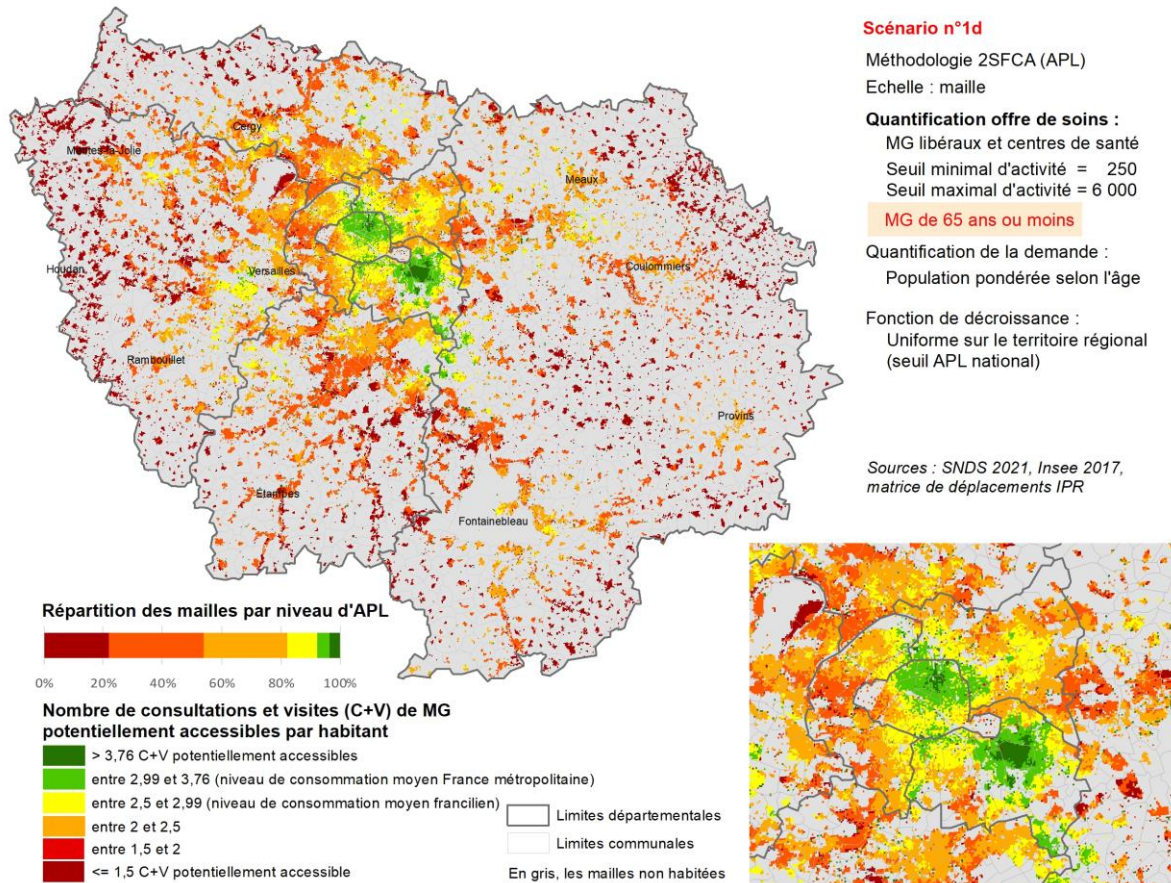 Scénario n°1d
Méthodologie 2SFCA (APL)
Echelle : maille
Quantification offre de soins :
MG libéraux et centres de santé
Seuil minimal d'activité = 250
Seuil maximal d'activité = 6 000
MG de 65 ans ou moins
Quantification de la demande :
Population pondérée selon l'âge
Fonction de décroissance :
Uniforme sur le territoire régional
(seuil APL national)
Sources : SNDS 2021, Insee 2017,
matrice de déplacements IPR
Cergy
Mantes-la-Jolie
Meaux
Houdan
Versailles
Coulommiers
Rambouillet
Provins
Etampes
Fontainebleau
Répartition des mailles par niveau d'APL
0% 20% 40% 60% 80% 100%
Nombre de consultations et visites (C+V) de MG
potentiellement accessibles par habitant
> 3,76 C+V potentiellement accessibles
entre 2,99 et 3,76 (niveau de consommation moyen France métropolitaine)
entre 2,5 et 2,99 (niveau de consommation moyen francilien)
entre 2 et 2,5
entre 1,5 et 2
<= 1,5 C+V potentiellement accessible
Limites départementales
Limites communales
En gris, les mailles non habitées